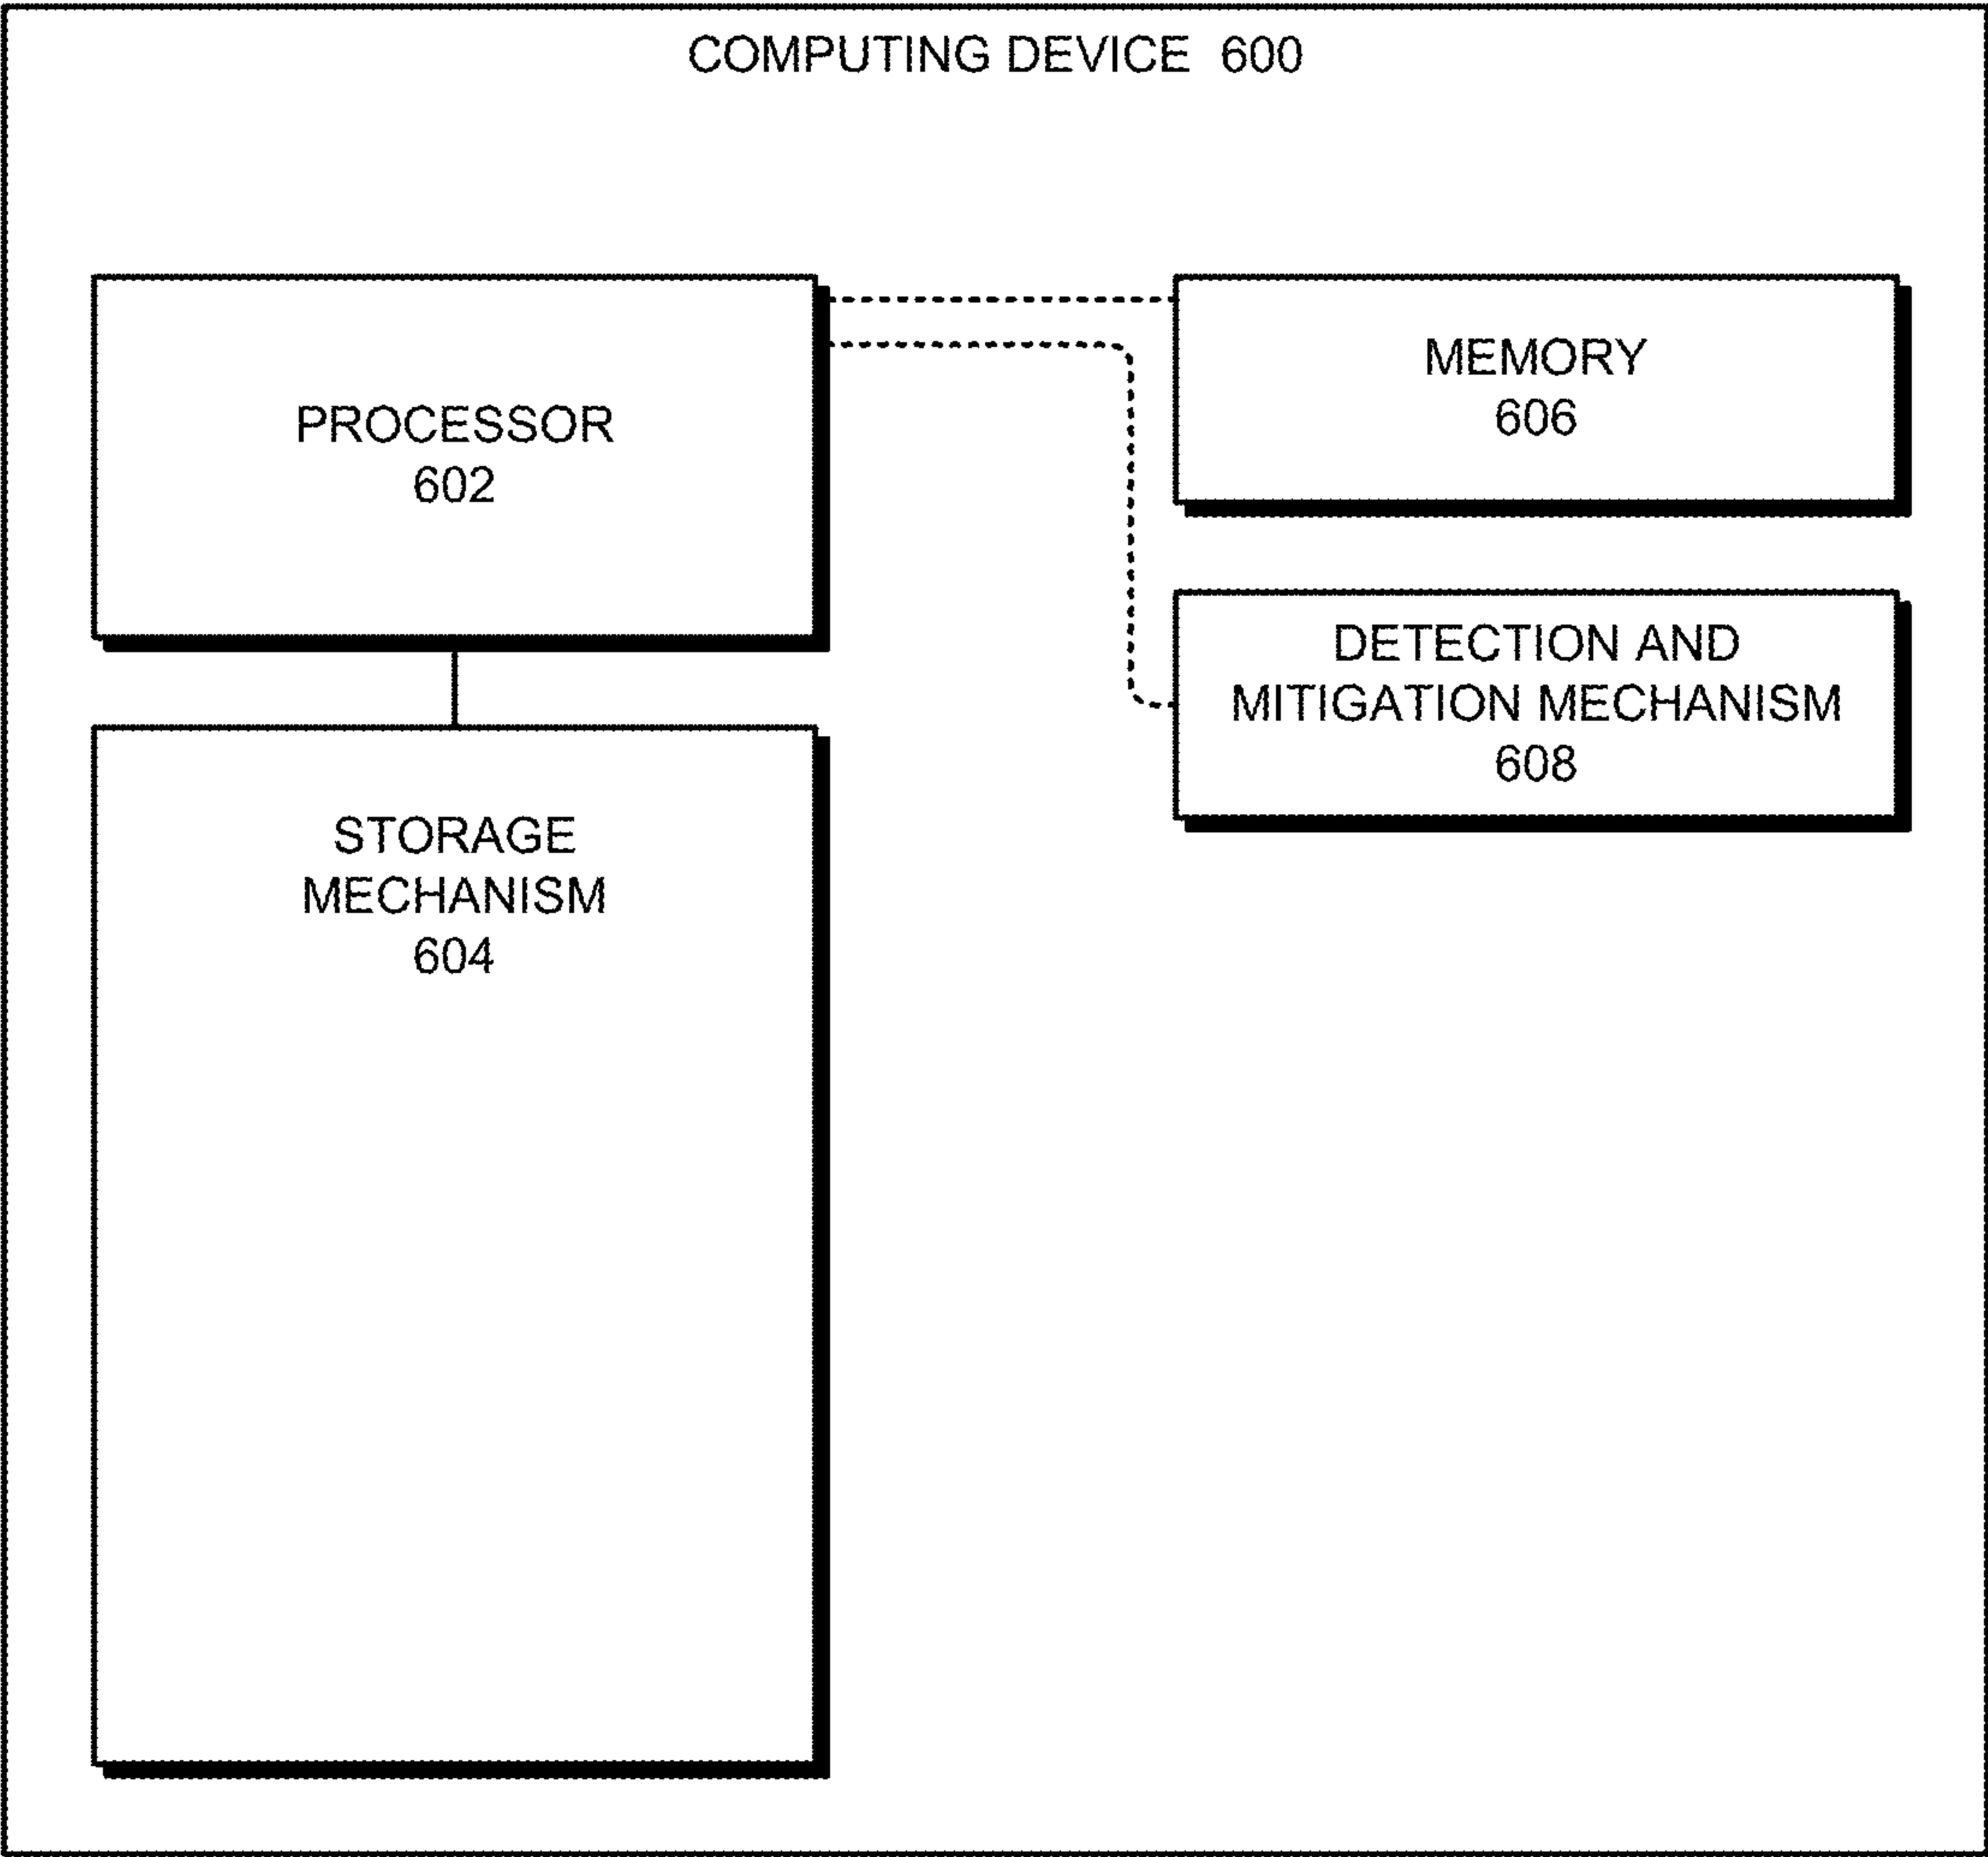 COMPUTING DEVICE 600
PROCESSOR
602
MEMORY
606
DETECTION AND
MITIGATION MECHANISM
608
STORAGE
MECHANISM
604